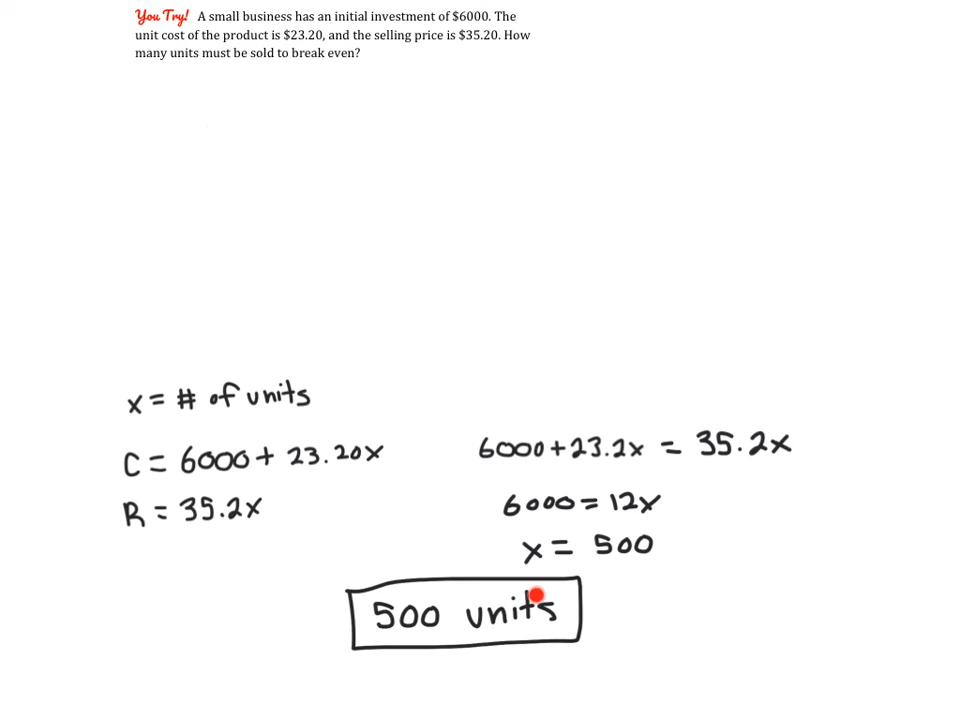 You Try! A small business has an initial investment of $6000. The
unit cost of the product is $23.20, and the selling price is $35.20. How
many units must be sold to break even?
x = # of units
C = 6000 + 23.20x
R = 35.2x
6000 + 23.2x = 35.2x
6000 = 12x
x = 500
500 units